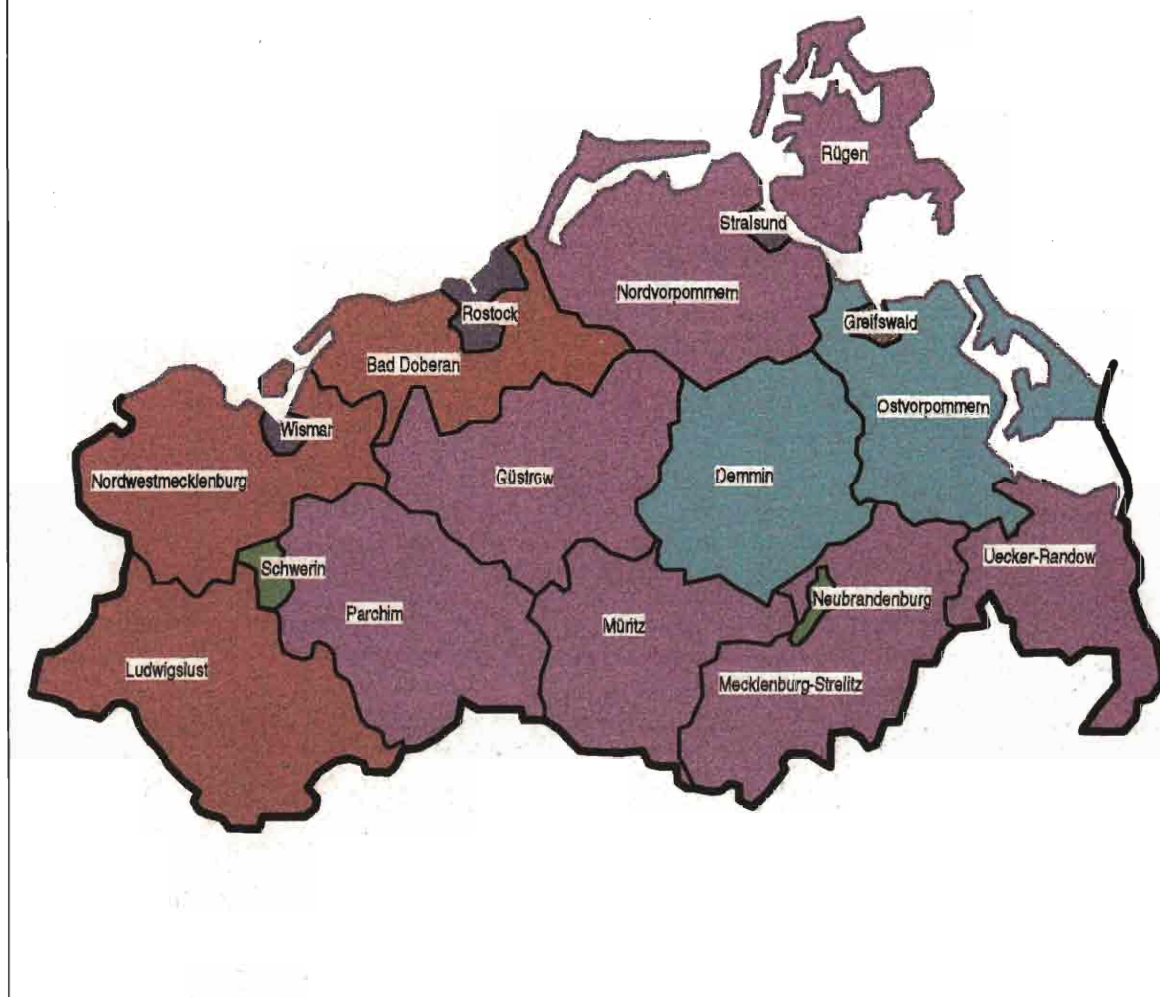 Rügen
Stralsund
Nordvorpommern
Greifswald
Rostock
Bad Doberan
Ostvorpommern
Wismar
Nordwestmecklenburg
Güstrow
Demmin
Uecker-Randow
Schwerin
Neubrandenburg
Parchim
Müritz
Ludwigslust
Mecklenburg-Strelitz